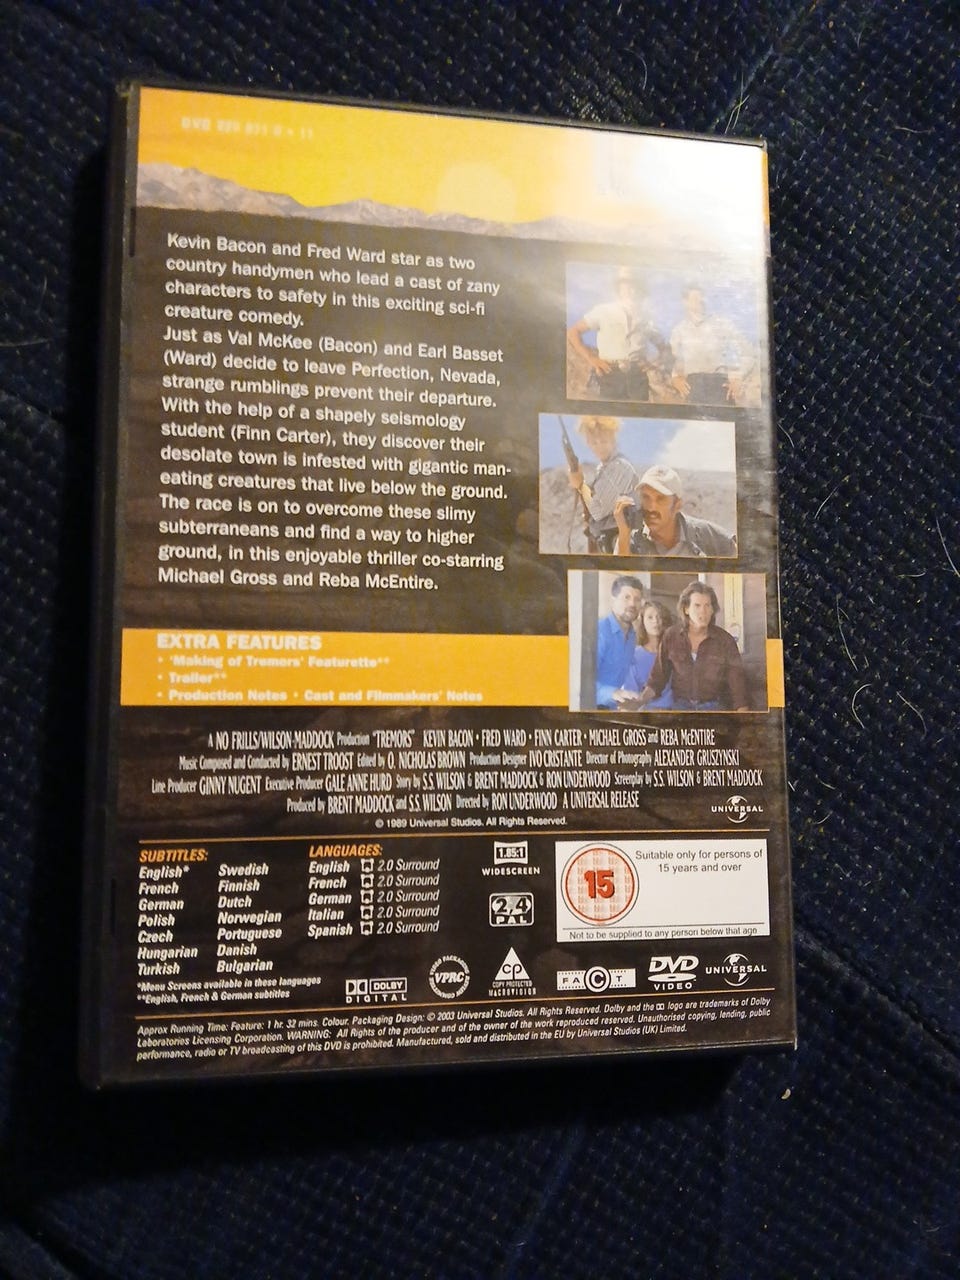 Kevin Bacon and Fred Ward star as two
country handymen who lead a cast of zany
characters to safety in this exciting sci-fi
creature comedy.
Just as Val McKee (Bacon) and Earl Basset
(Ward) decide to leave Perfection, Nevada,
strange rumblings prevent their departure.
With the help of a shapely seismology
student (Finn Carter), they discover their
desolate town is infested with gigantic man-
eating creatures that live below the ground.
The race is on to overcome these slimy
subterraneans and find a way to higher
ground, in this enjoyable thriller co-starring
Michael Gross and Reba McEntire.
EXTRA FEATURES
• 'Making of Tremors' Featurette**
• Trailer**
• Production Notes • Cast and Filmmakers' Notes
A NO FRILLS/WILSON-MADDOCK Production "TREMORS" KEVIN BACON • FRED WARD • FINN CARTER • MICHAEL GROSS and REBA McENTIRE
Music Composed and Conducted by ERNEST TROOST Edited by O. NICHOLAS BROWN Production Designer IVO CRISTANTE Director of Photography ALEXANDER GRUSZYNSKI
Line Producer GINNY NUGENT Executive Producer GALE ANNE HURD Story by S.S. WILSON & BRENT MADDOCK & RON UNDERWOOD Screenplay by S.S. WILSON & BRENT MADDOCK
Produced by BRENT MADDOCK and S.S. WILSON Directed by RON UNDERWOOD A UNIVERSAL RELEASE
UNIVERSAL
© 1989 Universal Studios. All Rights Reserved.
SUBTITLES:
English*
French
German
Polish
Czech
Hungarian
Turkish
Swedish
Finnish
Dutch
Norwegian
Portuguese
Danish
Bulgarian
*Menu Screens available in these languages
**English, French & German subtitles
LANGUAGES:
English 2.0 Surround
French 2.0 Surround
German 2.0 Surround
Italian 2.0 Surround
Spanish 2.0 Surround
1.85:1
WIDESCREEN
2,4
PAL
15
Suitable only for persons of
15 years and over
Not to be supplied to any person below that age
DOLBY
DIGITAL
VPRC
CP
COPY PROTECTED
MACROVISION
FACT
DVD
VIDEO
UNIVERSAL
Approx Running Time: Feature: 1 hr. 32 mins. Colour. Packaging Design: © 2003 Universal Studios. All Rights Reserved. Dolby and the logo are trademarks of Dolby
Laboratories Licensing Corporation. WARNING: All Rights of the producer and of the owner of the work reproduced reserved. Unauthorised copying, lending, public
performance, radio or TV broadcasting of this DVD is prohibited. Manufactured, sold and distributed in the EU by Universal Studios (UK) Limited.